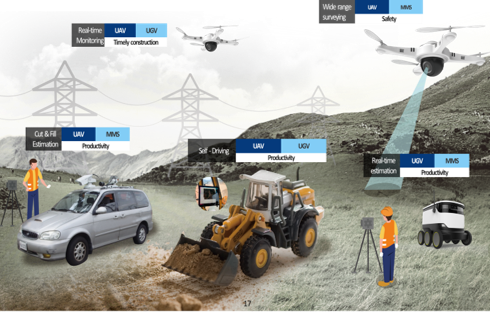 Wide range
surveying
UAV
MMS
Safety
Real-time
Monitoring
UAV
UGV
Timely construction
Cut & Fill
Estimation
UAV
MMS
Productivity
Self - Driving
UAV
UGV
Productivity
Real-time
estimation
UGV
MMS
Productivity
17